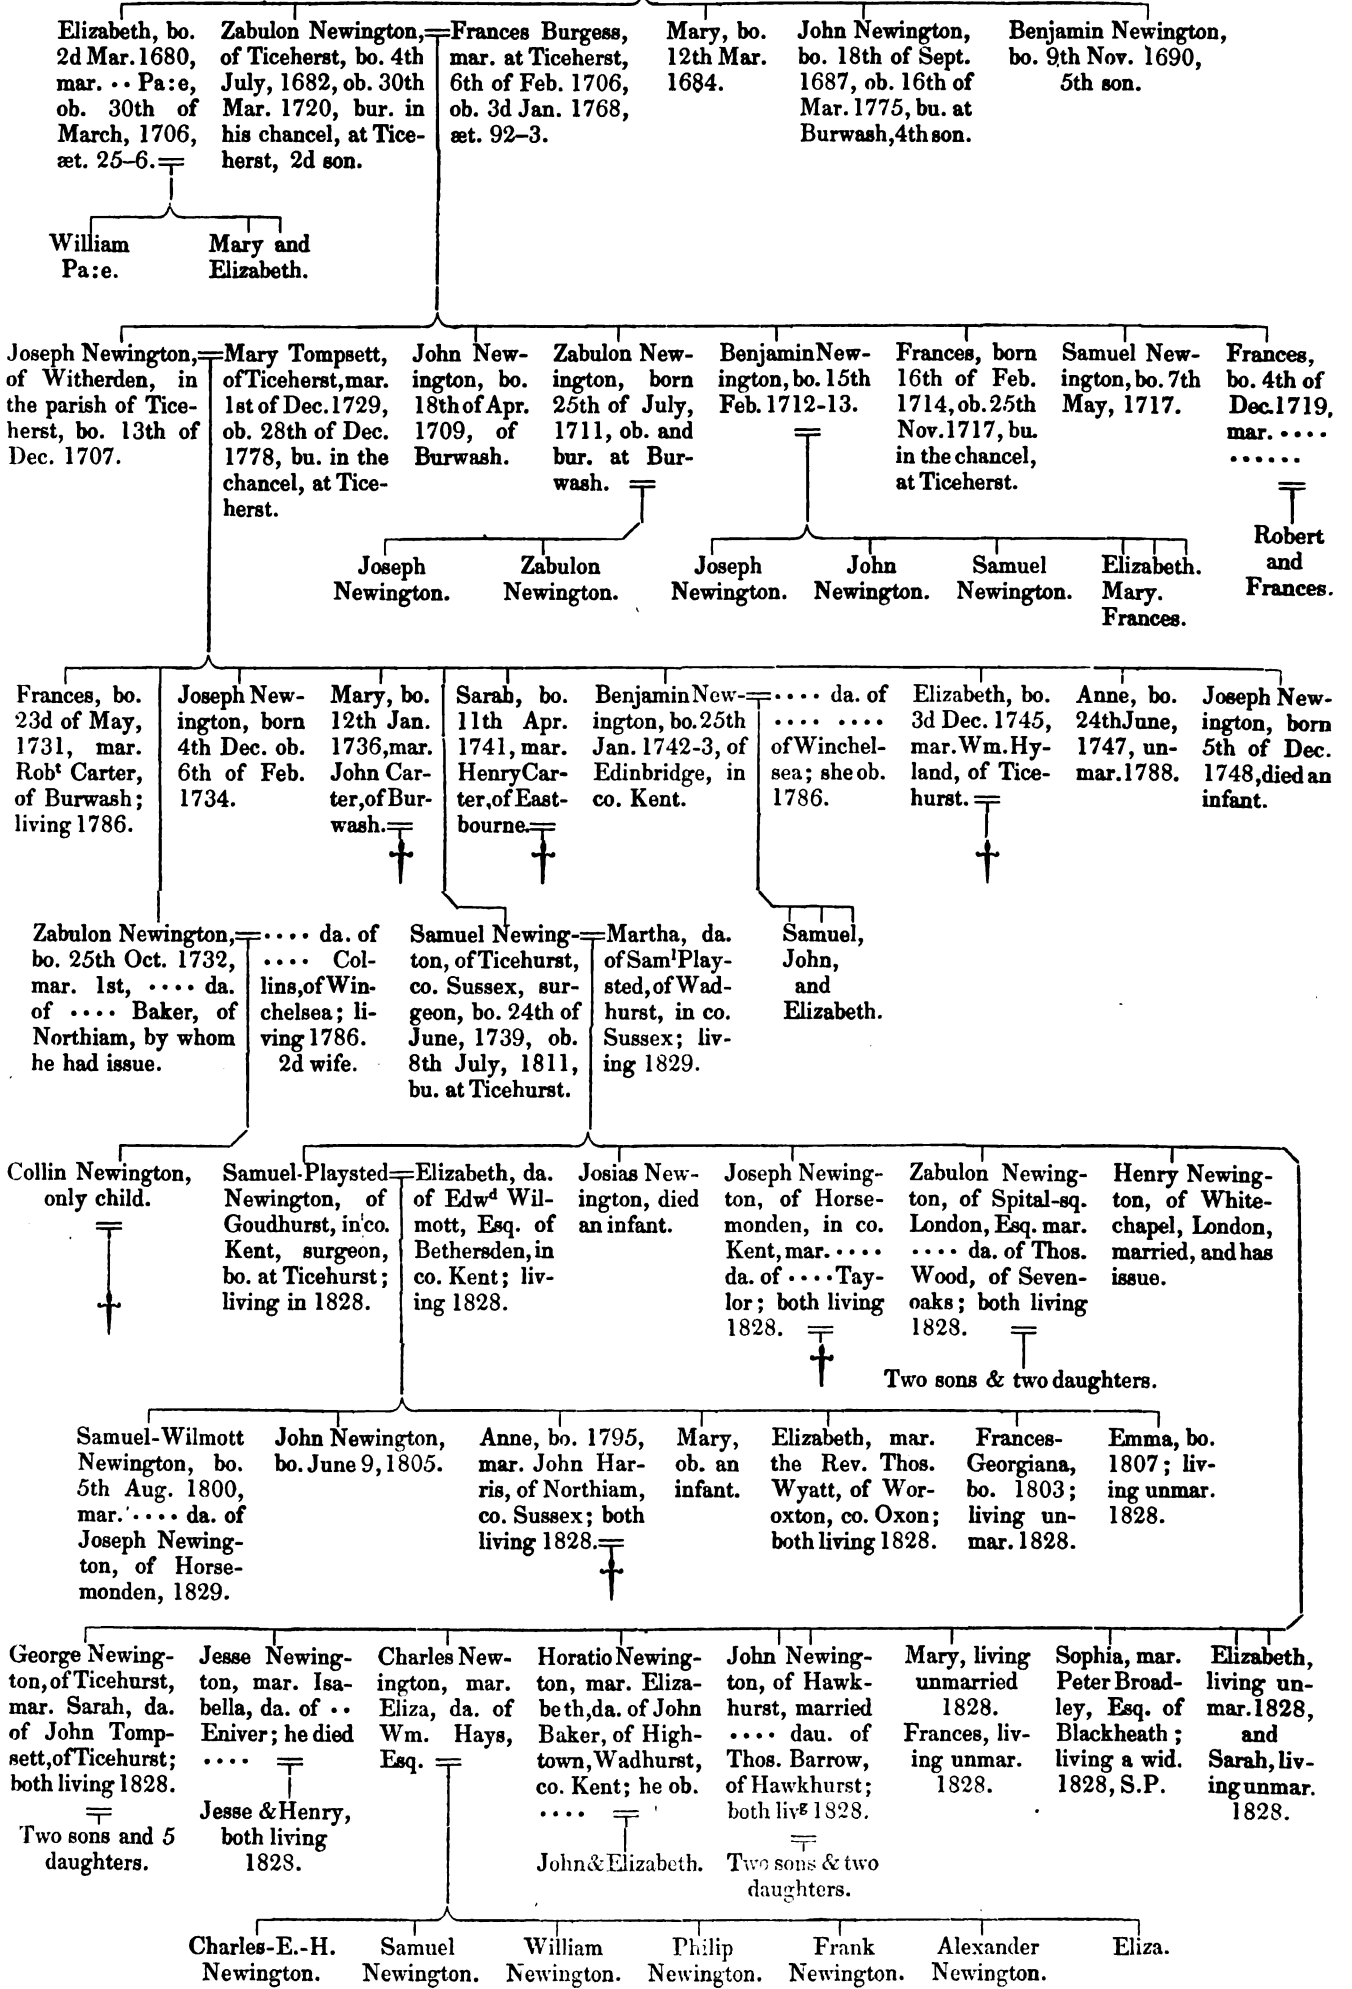 Elizabeth, bo.
2d Mar. 1680,
mar. ·· Pa:e,
ob. 30th of
March, 1706,
æt. 25–6.
Zabulon Newington,
of Ticeherst, bo. 4th
July, 1682, ob. 30th
Mar. 1720, bur. in
his chancel, at Tice-
herst, 2d son.
Frances Burgess,
mar. at Ticeherst,
6th of Feb. 1706,
ob. 3d Jan. 1768,
æt. 92–3.
Mary, bo.
12th Mar.
1684.
John Newington,
bo. 18th of Sept.
1687, ob. 16th of
Mar. 1775, bu. at
Burwash, 4th son.
Benjamin Newington,
bo. 9th Nov. 1690,
5th son.
William
Pa:e.
Mary and
Elizabeth.
Joseph Newington,
of Witherden, in
the parish of Tice-
herst, bo. 13th of
Dec. 1707.
Mary Tompsett,
of Ticeherst, mar.
1st of Dec. 1729,
ob. 28th of Dec.
1778, bu. in the
chancel, at Tice-
herst.
John New-
ington, bo.
18th of Apr.
1709, of
Burwash.
Zabulon New-
ington, born
25th of July,
1711, ob. and
bur. at Bur-
wash.
Benjamin New-
ington, bo. 15th
Feb. 1712-13.
Frances, born
16th of Feb.
1714, ob. 25th
Nov. 1717, bu.
in the chancel,
at Ticeherst.
Samuel New-
ington, bo. 7th
May, 1717.
Frances,
bo. 4th of
Dec. 1719,
mar. ····
······
Joseph
Newington.
Zabulon
Newington.
Joseph
Newington.
John
Newington.
Samuel
Newington.
Elizabeth.
Mary.
Frances.
Robert
and
Frances.
Frances, bo.
23d of May,
1731, mar.
Robt Carter,
of Burwash;
living 1786.
Joseph New-
ington, born
4th Dec. ob.
6th of Feb.
1734.
Mary, bo.
12th Jan.
1736, mar.
John Car-
ter, of Bur-
wash.
Sarah, bo.
11th Apr.
1741, mar.
Henry Car-
ter, of East-
bourne.
Benjamin New-
ington, bo. 25th
Jan. 1742-3, of
Edinbridge, in
co. Kent.
···· da. of
···· ····
of Winchel-
sea; she ob.
1786.
Elizabeth, bo.
3d Dec. 1745,
mar. Wm. Hy-
land, of Tice-
hurst.
Anne, bo.
24th June,
1747, un-
mar. 1788.
Joseph New-
ington, born
5th of Dec.
1748, died an
infant.
Zabulon Newington,
bo. 25th Oct. 1732,
mar. 1st, ···· da.
of ···· Baker, of
Northiam, by whom
he had issue.
···· da. of
···· Col-
lins, of Win-
chelsea; li-
ving 1786.
2d wife.
Samuel Newing-
ton, of Ticehurst,
co. Sussex, sur-
geon, bo. 24th of
June, 1739, ob.
8th July, 1811,
bu. at Ticehurst.
Martha, da.
of Saml Play-
sted, of Wad-
hurst, in co.
Sussex; liv-
ing 1829.
Samuel,
John,
and
Elizabeth.
Collin Newington,
only child.
Samuel-Playsted
Newington, of
Goudhurst, in co.
Kent, surgeon,
bo. at Ticehurst;
living in 1828.
Elizabeth, da.
of Edwd Wil-
mott, Esq. of
Bethersden, in
co. Kent; liv-
ing 1828.
Josias New-
ington, died
an infant.
Joseph Newing-
ton, of Horse-
monden, in co.
Kent, mar. ····
da. of ···· Tay-
lor; both living
1828.
Zabulon Newing-
ton, of Spital-sq.
London, Esq. mar.
···· da. of Thos.
Wood, of Seven-
oaks; both living
1828.
Henry Newing-
ton, of White-
chapel, London,
married, and has
issue.
Two sons & two daughters.
Samuel-Wilmott
Newington, bo.
5th Aug. 1800,
mar. ···· da. of
Joseph Newing-
ton, of Horse-
monden, 1829.
John Newington,
bo. June 9, 1805.
Anne, bo. 1795,
mar. John Har-
ris, of Northiam,
co. Sussex; both
living 1828.
Mary,
ob. an
infant.
Elizabeth, mar.
the Rev. Thos.
Wyatt, of Wor-
oxton, co. Oxon;
both living 1828.
Frances-
Georgiana,
bo. 1803;
living un-
mar. 1828.
Emma, bo.
1807; liv-
ing unmar.
1828.
George Newing-
ton, of Ticehurst,
mar. Sarah, da.
of John Tomp-
sett, of Ticehurst;
both living 1828.
Two sons and 5
daughters.
Jesse Newing-
ton, mar. Isa-
bella, da. of ··
Eniver; he died
····
Jesse & Henry,
both living
1828.
Charles New-
ington, mar.
Eliza, da. of
Wm. Hays,
Esq.
Horatio Newing-
ton, mar. Eliza-
beth, da. of John
Baker, of High-
town, Wadhurst,
co. Kent; he ob.
····
John & Elizabeth.
John Newing-
ton, of Hawk-
hurst, married
···· dau. of
Thos. Barrow,
of Hawkhurst;
both livg 1828.
Two sons & two
daughters.
Mary, living
unmarried
1828.
Frances, liv-
ing unmar.
1828.
Sophia, mar.
Peter Broad-
ley, Esq. of
Blackheath;
living a wid.
1828, S.P.
Elizabeth,
living un-
mar. 1828,
and
Sarah, liv-
ing unmar.
1828.
Charles-E.-H.
Newington.
Samuel
Newington.
William
Newington.
Philip
Newington.
Frank
Newington.
Alexander
Newington.
Eliza.